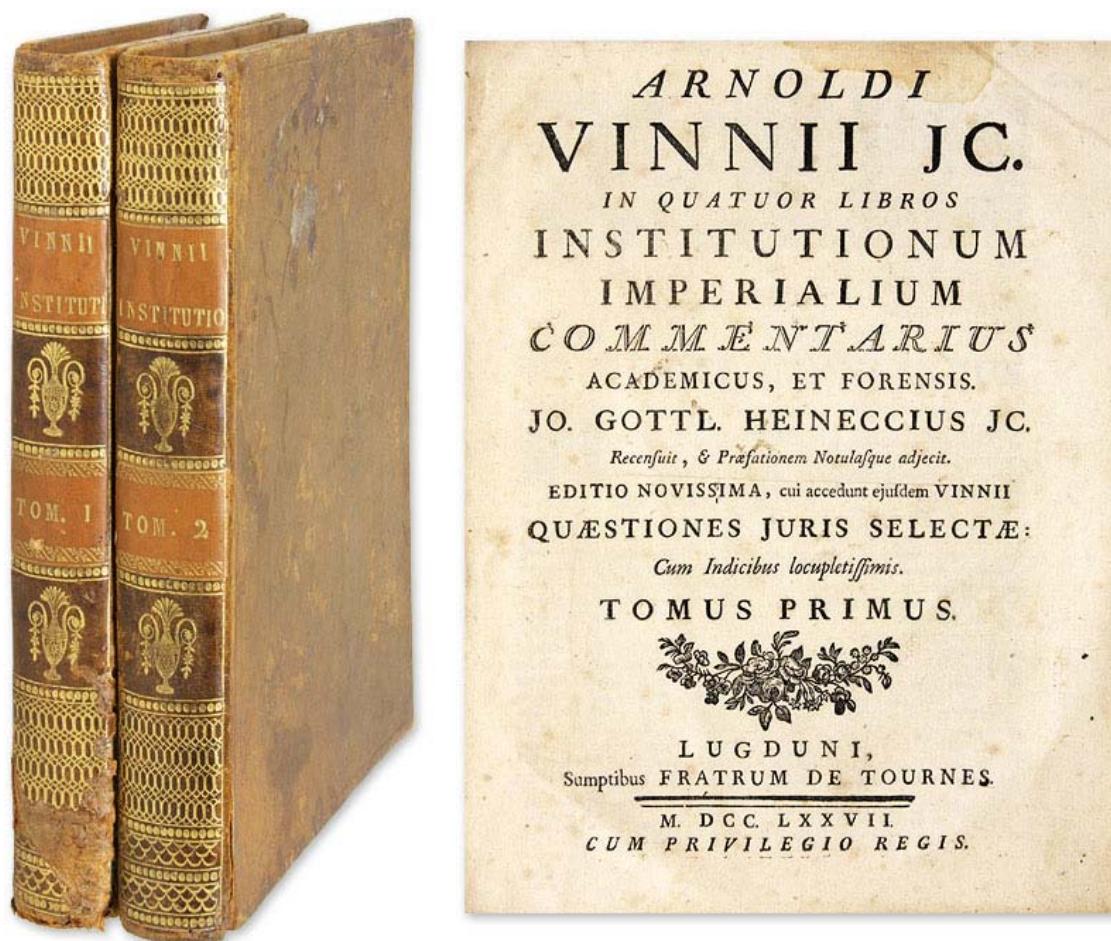 VINNII
INSTITUTI
TOM. 1
VINNII
INSTITUTIO
TOM. 2
ARNOLDI
VINNII JC.
IN QUATUOR LIBROS
INSTITUTIONUM
IMPERIALIUM
COMMENTARIUS
ACADEMICUS, ET FORENSIS.
JO. GOTTL. HEINECCIUS JC.
Recenſuit, & Præfationem Notulaſque adjecit.
EDITIO NOVISSIMA, cui accedunt ejuſdem VINNII
QUÆSTIONES JURIS SELECTÆ:
Cum Indicibus locupletiſſimis.
TOMUS PRIMUS.
LUGDUNI,
Sumptibus FRATRUM DE TOURNES.
M. DCC. LXXVII.
CUM PRIVILEGIO REGIS.